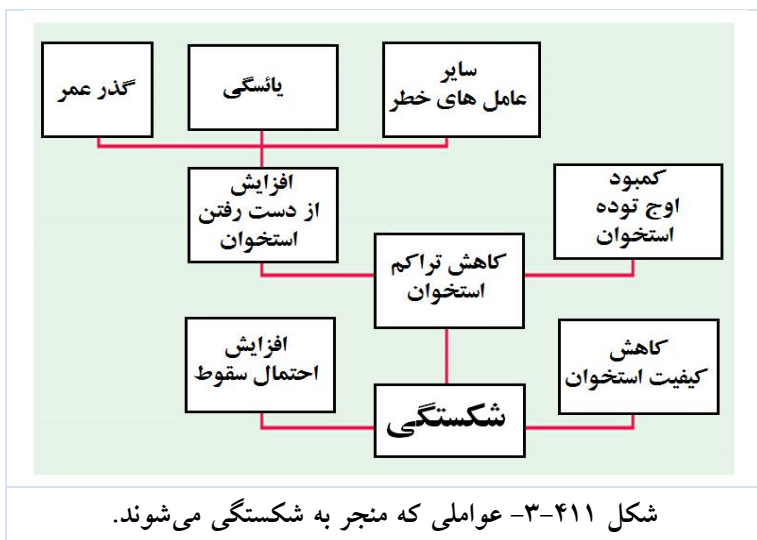 سایر
عامل های خطر
یائسگی
گذر عمر
افزایش
از دست رفتن
استخوان
کمبود
اوج توده
استخوان
کاهش تراکم
استخوان
افزایش
احتمال سقوط
کاهش
کیفیت استخوان
شکستگی
شکل ۴۱۱-۳- عواملی که منجر به شکستگی می‌شوند.